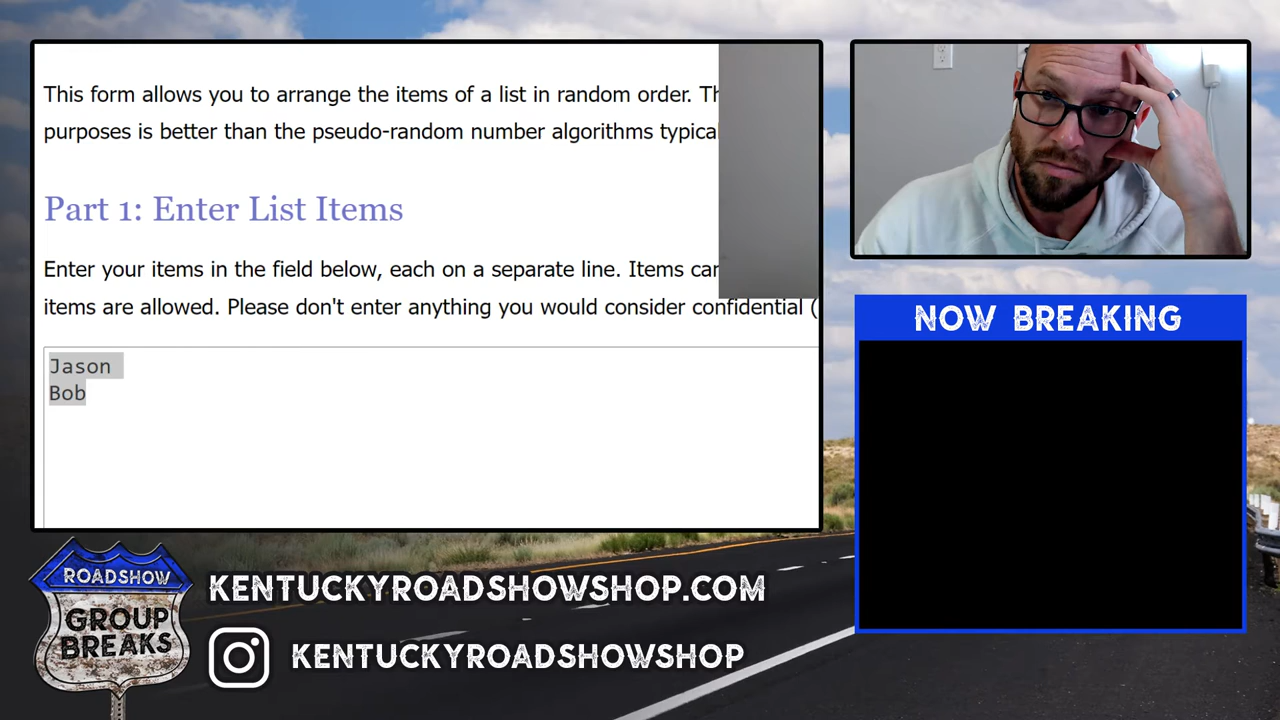 This form allows you to arrange the items of a list in random order. Th
purposes is better than the pseudo-random number algorithms typical
Part 1: Enter List Items
Enter your items in the field below, each on a separate line. Items can
items are allowed. Please don't enter anything you would consider confidential (
Jason
Bob
NOW BREAKING
ROADSHOW
GROUP
BREAKS
KENTUCKYROADSHOWSHOP.COM
KENTUCKYROADSHOWSHOP